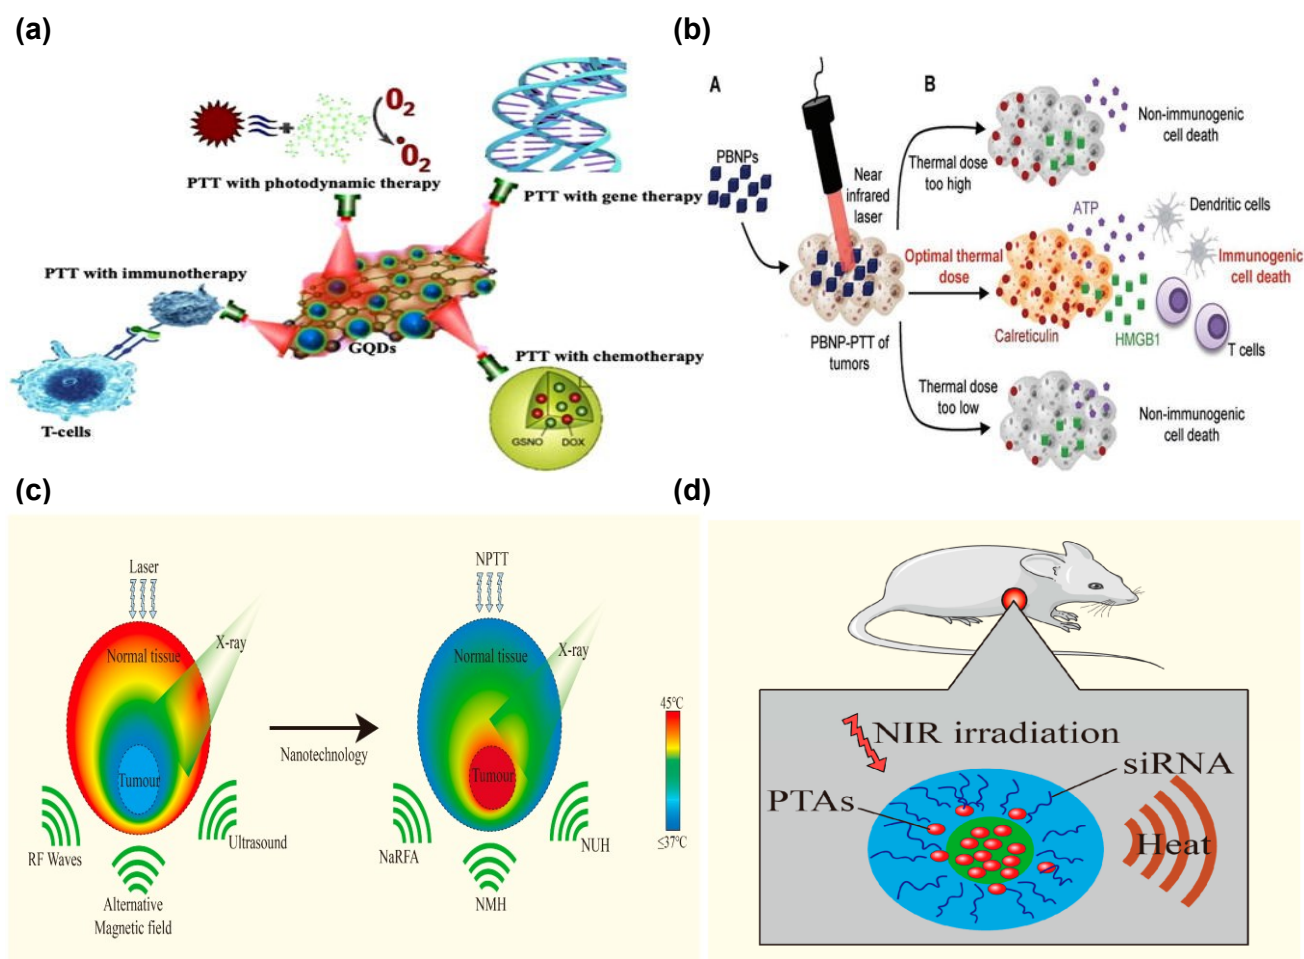 (a)
O2
+
O2
PTT with photodynamic therapy
PTT with gene therapy
PTT with immunotherapy
GQDs
PTT with chemotherapy
GSNO DOX
T-cells
(b)
A
B
PBNPs
Near
infrared
laser
PBNP-PTT of
tumors
Thermal dose
too high
Non-immunogenic
cell death
ATP
Dendritic cells
Optimal thermal
dose
Immunogenic
cell death
Calreticulin
HMGB1
T cells
Thermal dose
too low
Non-immunogenic
cell death
(c)
Laser
X-ray
Normal tissue
Tumour
RF Waves
Ultrasound
Alternative
Magnetic field
Nanotechnology
NPTT
X-ray
Normal tissue
Tumour
NaRFA
NUH
NMH
45°C
≤37°C
(d)
NIR irradiation
siRNA
PTAs
Heat